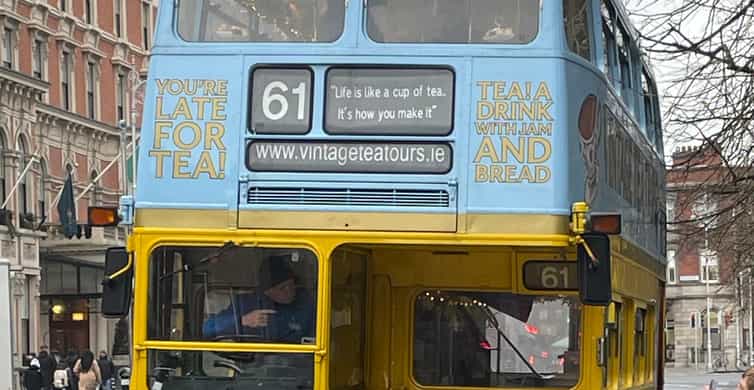 YOU'RE
LATE
FOR
TEA!
61
"Life is like a cup of tea.
It's how you make it"
www.vintageteatours.ie
TEA! A
DRINK
WITH JAM
AND
BREAD
61